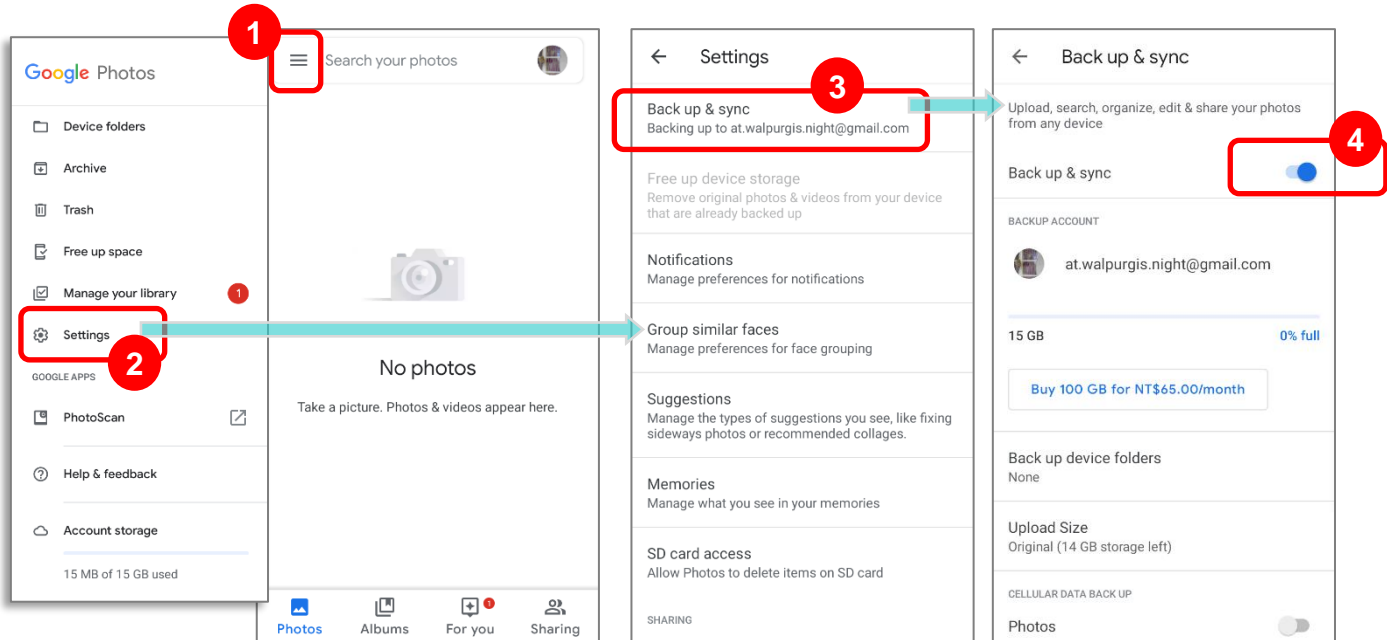 1
Google Photos
Device folders
Archive
Trash
Free up space
Manage your library
1
Settings
2
GOOGLE APPS
PhotoScan
Help & feedback
Account storage
15 MB of 15 GB used
Search your photos
No photos
Take a picture. Photos & videos appear here.
Photos
Albums
1
For you
Sharing
Settings
3
Back up & sync
Backing up to at.walpurgis.night@gmail.com
Free up device storage
Remove original photos & videos from your device
that are already backed up
Notifications
Manage preferences for notifications
Group similar faces
Manage preferences for face grouping
Suggestions
Manage the types of suggestions you see, like fixing
sideways photos or recommended collages.
Memories
Manage what you see in your memories
SD card access
Allow Photos to delete items on SD card
SHARING
Back up & sync
Upload, search, organize, edit & share your photos
from any device
4
Back up & sync
BACKUP ACCOUNT
at.walpurgis.night@gmail.com
15 GB
0% full
Buy 100 GB for NT$65.00/month
Back up device folders
None
Upload Size
Original (14 GB storage left)
CELLULAR DATA BACK UP
Photos